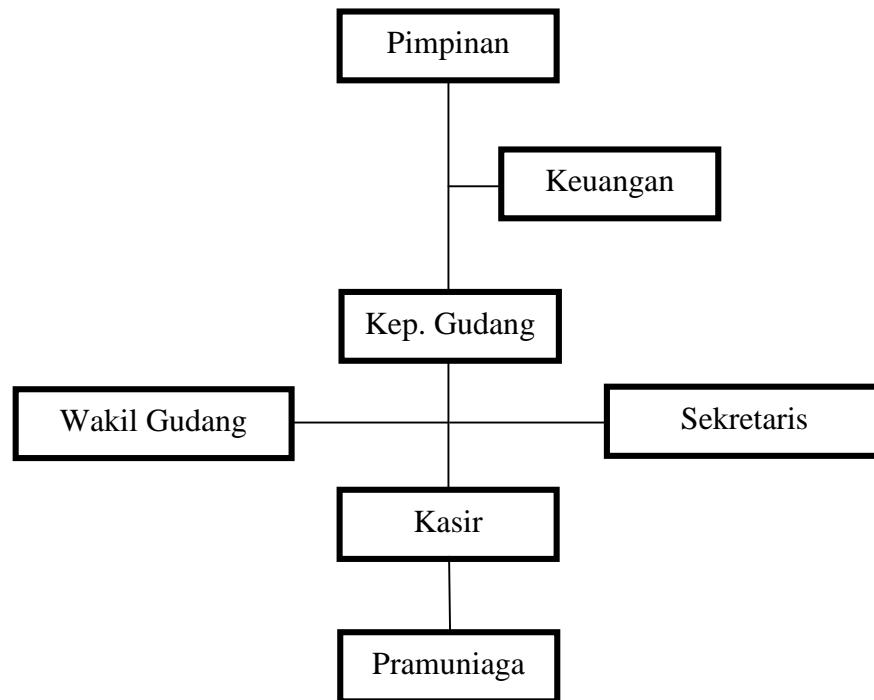 Pimpinan
Keuangan
Kep. Gudang
Wakil Gudang
Sekretaris
Kasir
Pramuniaga